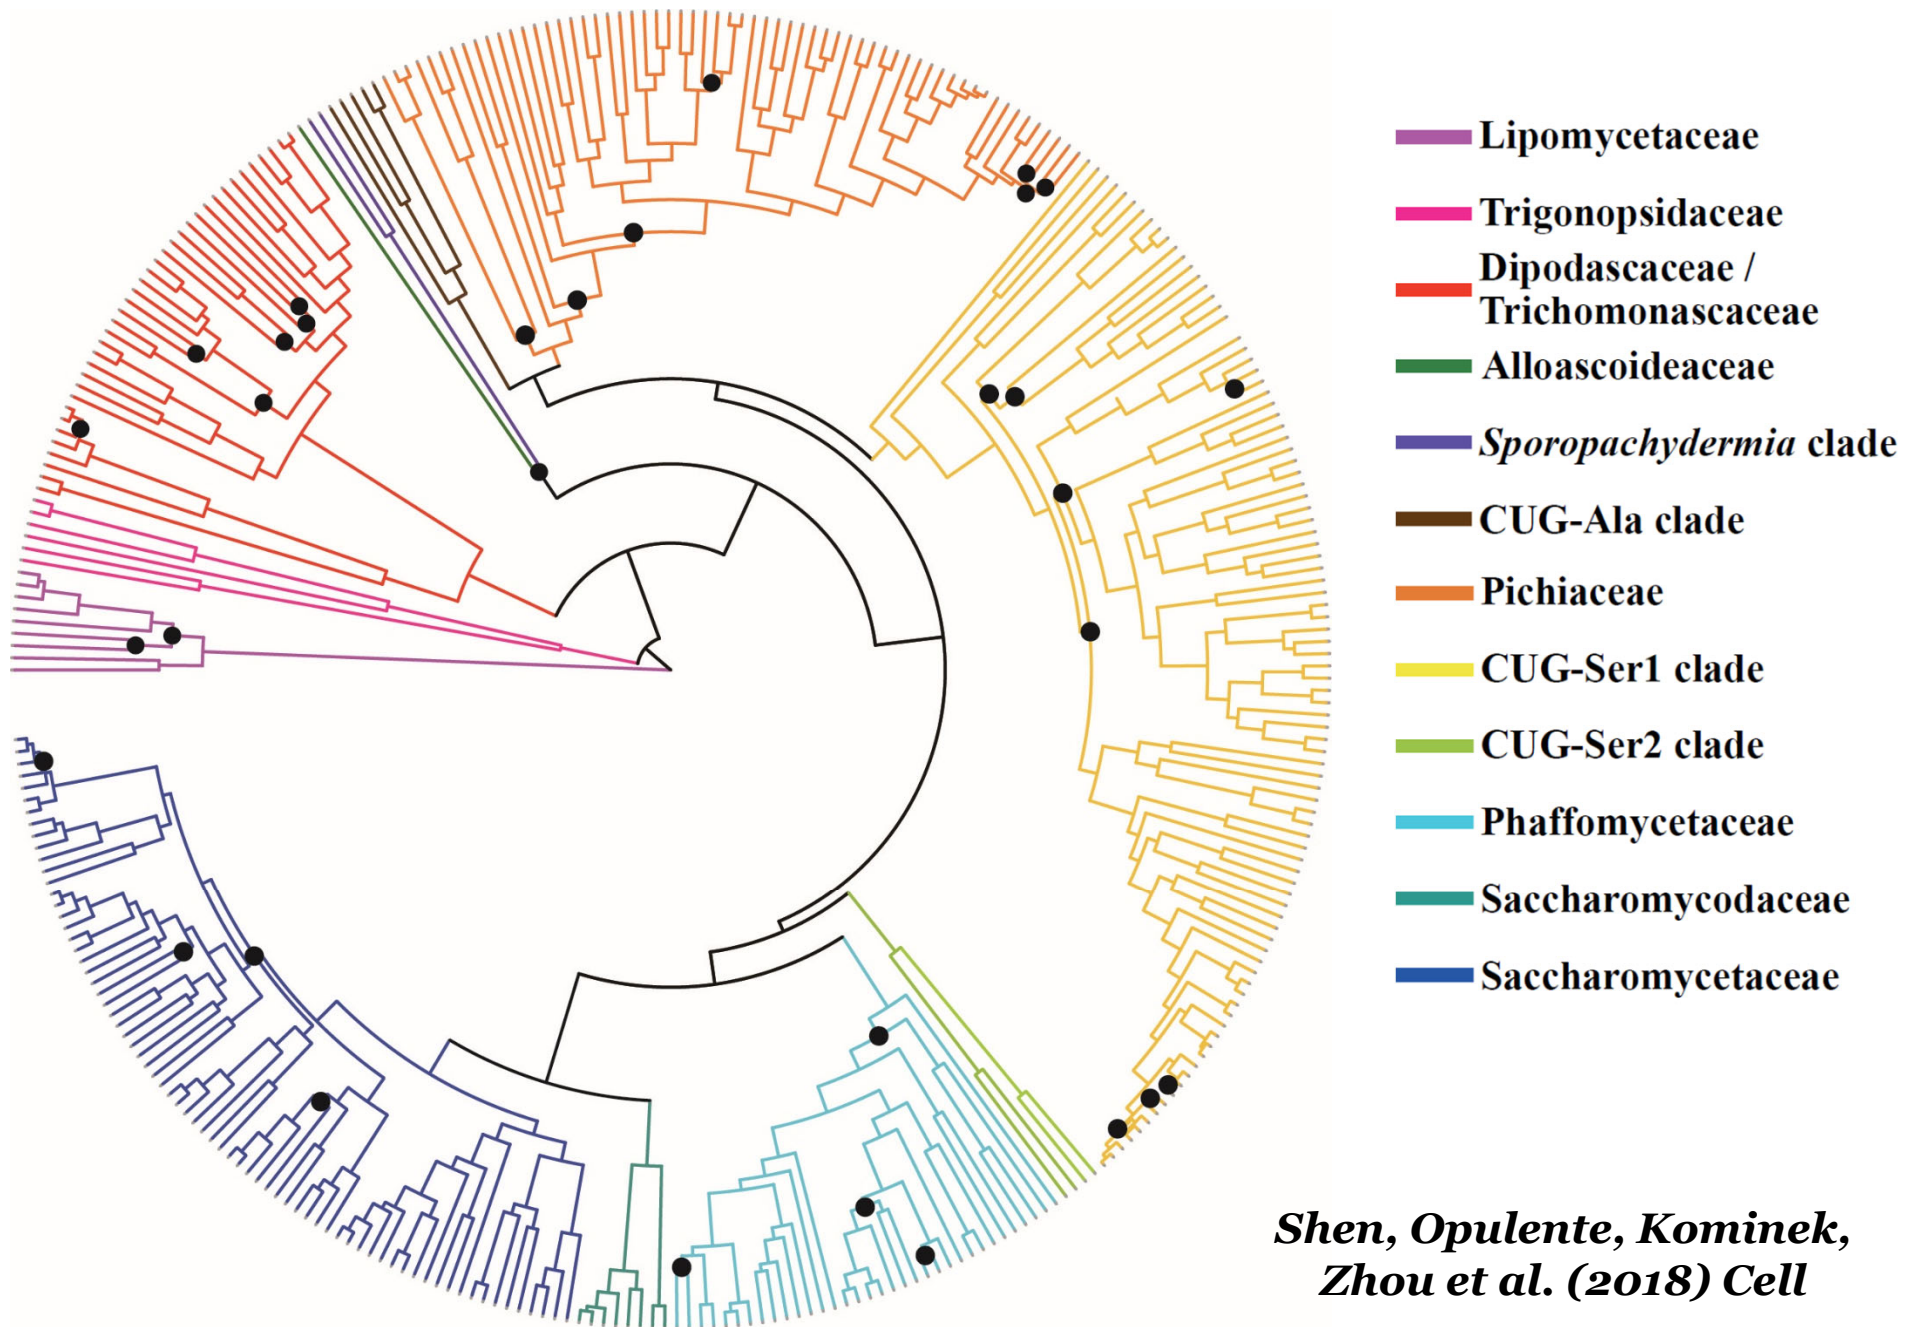 Lipomycetaceae
Trigonopsidaceae
Dipodascaceae /
Trichomonascaceae
Alloascoideaceae
Sporopachydermia clade
CUG-Ala clade
Pichiaceae
CUG-Ser1 clade
CUG-Ser2 clade
Phaffomycetaceae
Saccharomycodaceae
Saccharomycetaceae
Shen, Opulente, Kominek,
Zhou et al. (2018) Cell